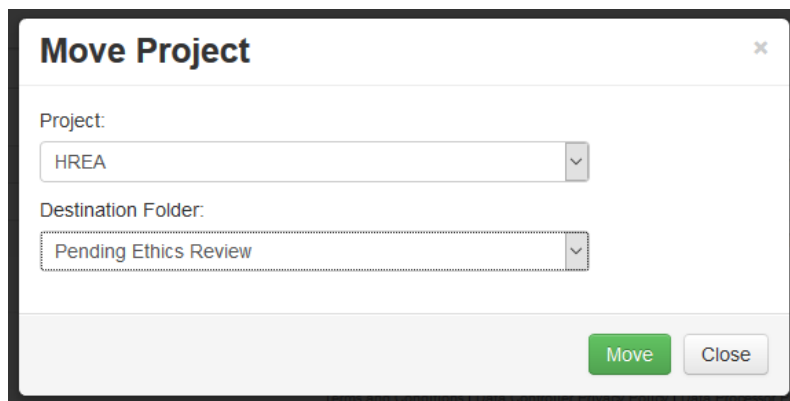 Move Project
×
Project:
HREA
Destination Folder:
Pending Ethics Review
Move
Close